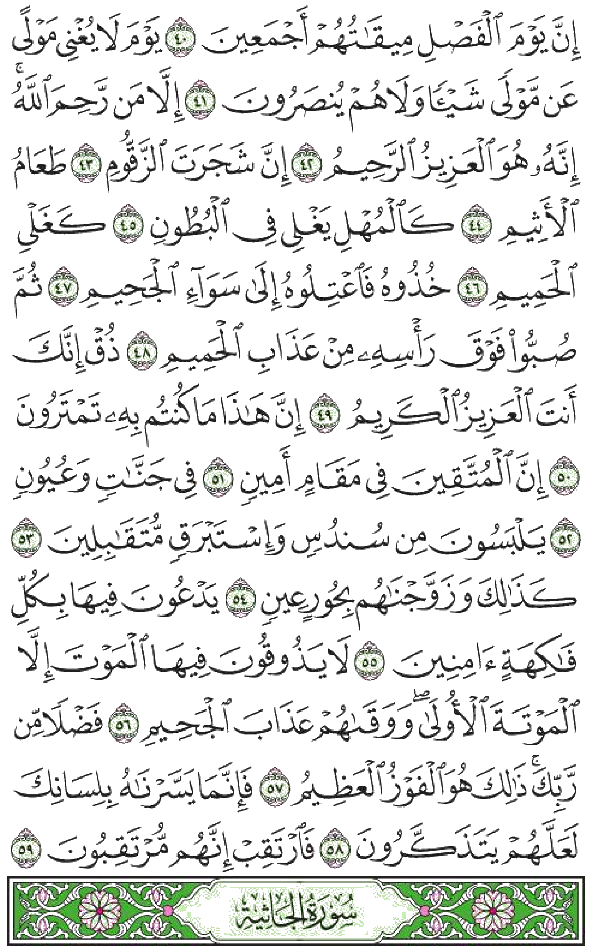 إِنَّ يَوْمَ ٱلْفَصْلِ مِيقَٰتُهُمْ أَجْمَعِينَ ٤٠ يَوْمَ لَا يُغْنِى مَوْلًى
عَن مَّوْلًى شَيْـًٔا وَلَا هُمْ يُنصَرُونَ ٤١ إِلَّا مَن رَّحِمَ ٱللَّهُ ۚ
إِنَّهُۥ هُوَ ٱلْعَزِيزُ ٱلرَّحِيمُ ٤٢ إِنَّ شَجَرَتَ ٱلزَّقُّومِ ٤٣ طَعَامُ
ٱلْأَثِيمِ ٤٤ كَٱلْمُهْلِ يَغْلِى فِى ٱلْبُطُونِ ٤٥ كَغَلْىِ
ٱلْحَمِيمِ ٤٦ خُذُوهُ فَٱعْتِلُوهُ إِلَىٰ سَوَآءِ ٱلْجَحِيمِ ٤٧ ثُمَّ
صُبُّوا۟ فَوْقَ رَأْسِهِۦ مِنْ عَذَابِ ٱلْحَمِيمِ ٤٨ ذُقْ إِنَّكَ
أَنتَ ٱلْعَزِيزُ ٱلْكَرِيمُ ٤٩ إِنَّ هَٰذَا مَا كُنتُم بِهِۦ تَمْتَرُونَ
٥٠ إِنَّ ٱلْمُتَّقِينَ فِى مَقَامٍ أَمِينٍ ٥١ فِى جَنَّٰتٍ وَعُيُونٍ
٥٢ يَلْبَسُونَ مِن سُندُسٍ وَإِسْتَبْرَقٍ مُّتَقَٰبِلِينَ ٥٣
كَذَٰلِكَ وَزَوَّجْنَٰهُم بِحُورٍ عِينٍ ٥٤ يَدْعُونَ فِيهَا بِكُلِّ
فَٰكِهَةٍ ءَامِنِينَ ٥٥ لَا يَذُوقُونَ فِيهَا ٱلْمَوْتَ إِلَّا
ٱلْمَوْتَةَ ٱلْأُولَىٰ ۖ وَوَقَىٰهُمْ عَذَابَ ٱلْجَحِيمِ ٥٦ فَضْلًا مِّن
رَّبِّكَ ۚ ذَٰلِكَ هُوَ ٱلْفَوْزُ ٱلْعَظِيمُ ٥٧ فَإِنَّمَا يَسَّرْنَٰهُ بِلِسَانِكَ
لَعَلَّهُمْ يَتَذَكَّرُونَ ٥٨ فَٱرْتَقِبْ إِنَّهُم مُّرْتَقِبُونَ ٥٩
سُورَةُ الجَاثِيَةِ